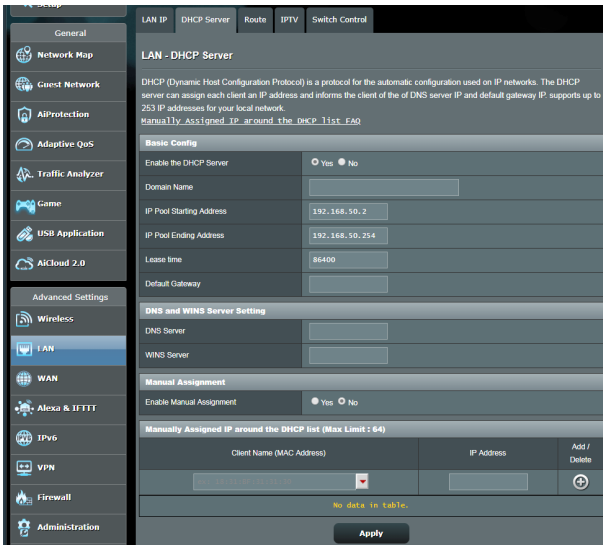 Setup
General
Network Map
Guest Network
AiProtection
Adaptive QoS
Traffic Analyzer
Game
USB Application
AiCloud 2.0
Advanced Settings
Wireless
LAN
WAN
Alexa & IFTTT
IPv6
VPN
Firewall
Administration
LAN IP DHCP Server Route IPTV Switch Control
LAN - DHCP Server
DHCP (Dynamic Host Configuration Protocol) is a protocol for the automatic configuration used on IP networks. The DHCP
server can assign each client an IP address and informs the client of the of DNS server IP and default gateway IP. supports up to
253 IP addresses for your local network.
Manually Assigned IP around the DHCP list FAQ
Basic Config
Enable the DHCP Server Yes No
Domain Name
IP Pool Starting Address 192.168.50.2
IP Pool Ending Address 192.168.50.254
Lease time 86400
Default Gateway
DNS and WINS Server Setting
DNS Server
WINS Server
Manual Assignment
Enable Manual Assignment Yes No
Manually Assigned IP around the DHCP list (Max Limit : 64)
Client Name (MAC Address) IP Address Add / Delete
No data in table.
Apply